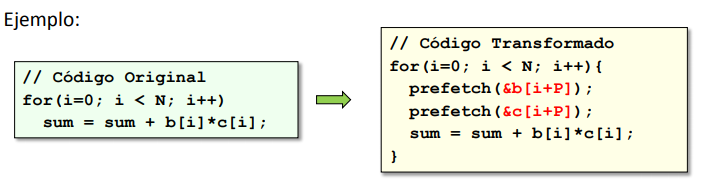 Ejemplo:
// Código Original
for(i=0; i < N; i++)
sum = sum + b[i]*c[i];
// Código Transformado
for(i=0; i < N; i++){
prefetch(&b[i+P]);
prefetch(&c[i+P]);
sum = sum + b[i]*c[i];
}